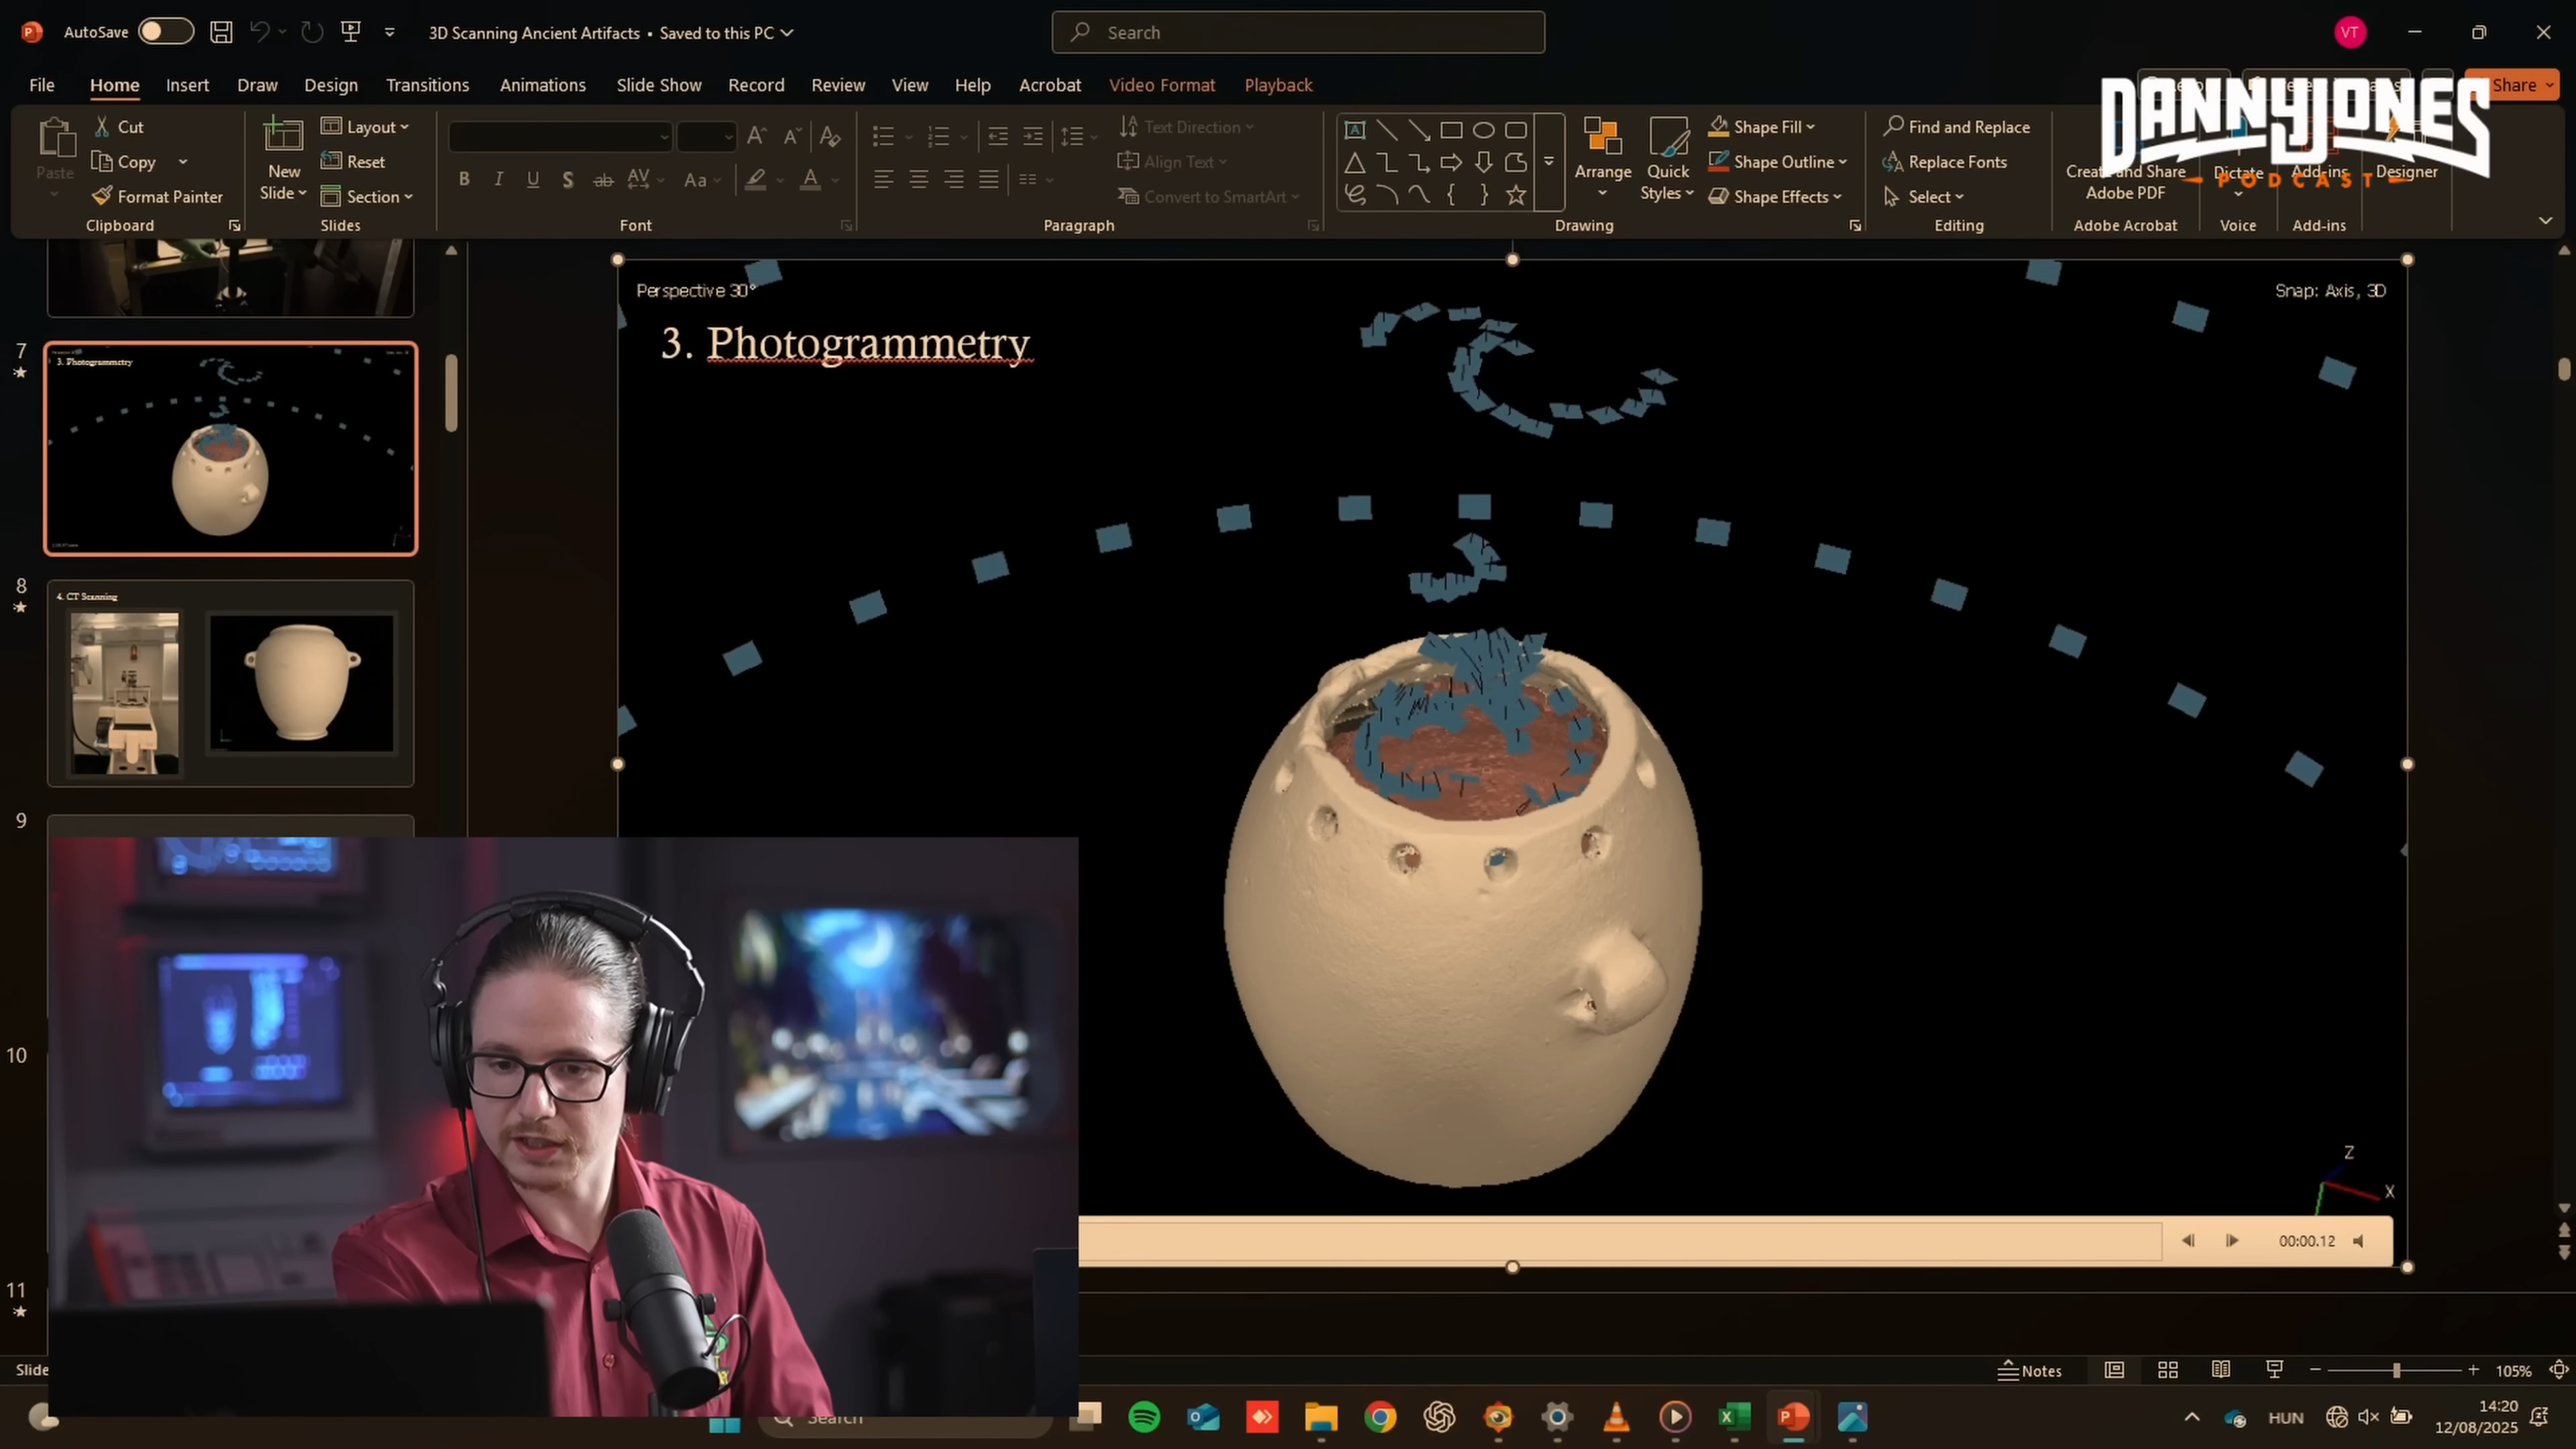 AutoSave
3D Scanning Ancient Artifacts • Saved to this PC
Search
VT
File Home Insert Draw Design Transitions Animations Slide Show Record Review View Help Acrobat Video Format Playback
Share
DANNY JONES
PODCAST
Paste
Cut
Copy
Format Painter
Clipboard
New Slide
Layout
Reset
Section
Slides
Font
Text Direction
Align Text
Convert to SmartArt
Paragraph
Arrange
Quick Styles
Shape Fill
Shape Outline
Shape Effects
Drawing
Find and Replace
Replace Fonts
Select
Editing
Create and Share
Adobe PDF
Adobe Acrobat
Dictate
Voice
Add-ins
Add-ins
Designer
7
3. Photogrammetry
8
4. CT Scanning
9
10
11
Perspective 30°
Snap: Axis, 3D
3. Photogrammetry
Z
X
00:00.12
Slide
Notes
105%
Search
HUN
14:20
12/08/2025